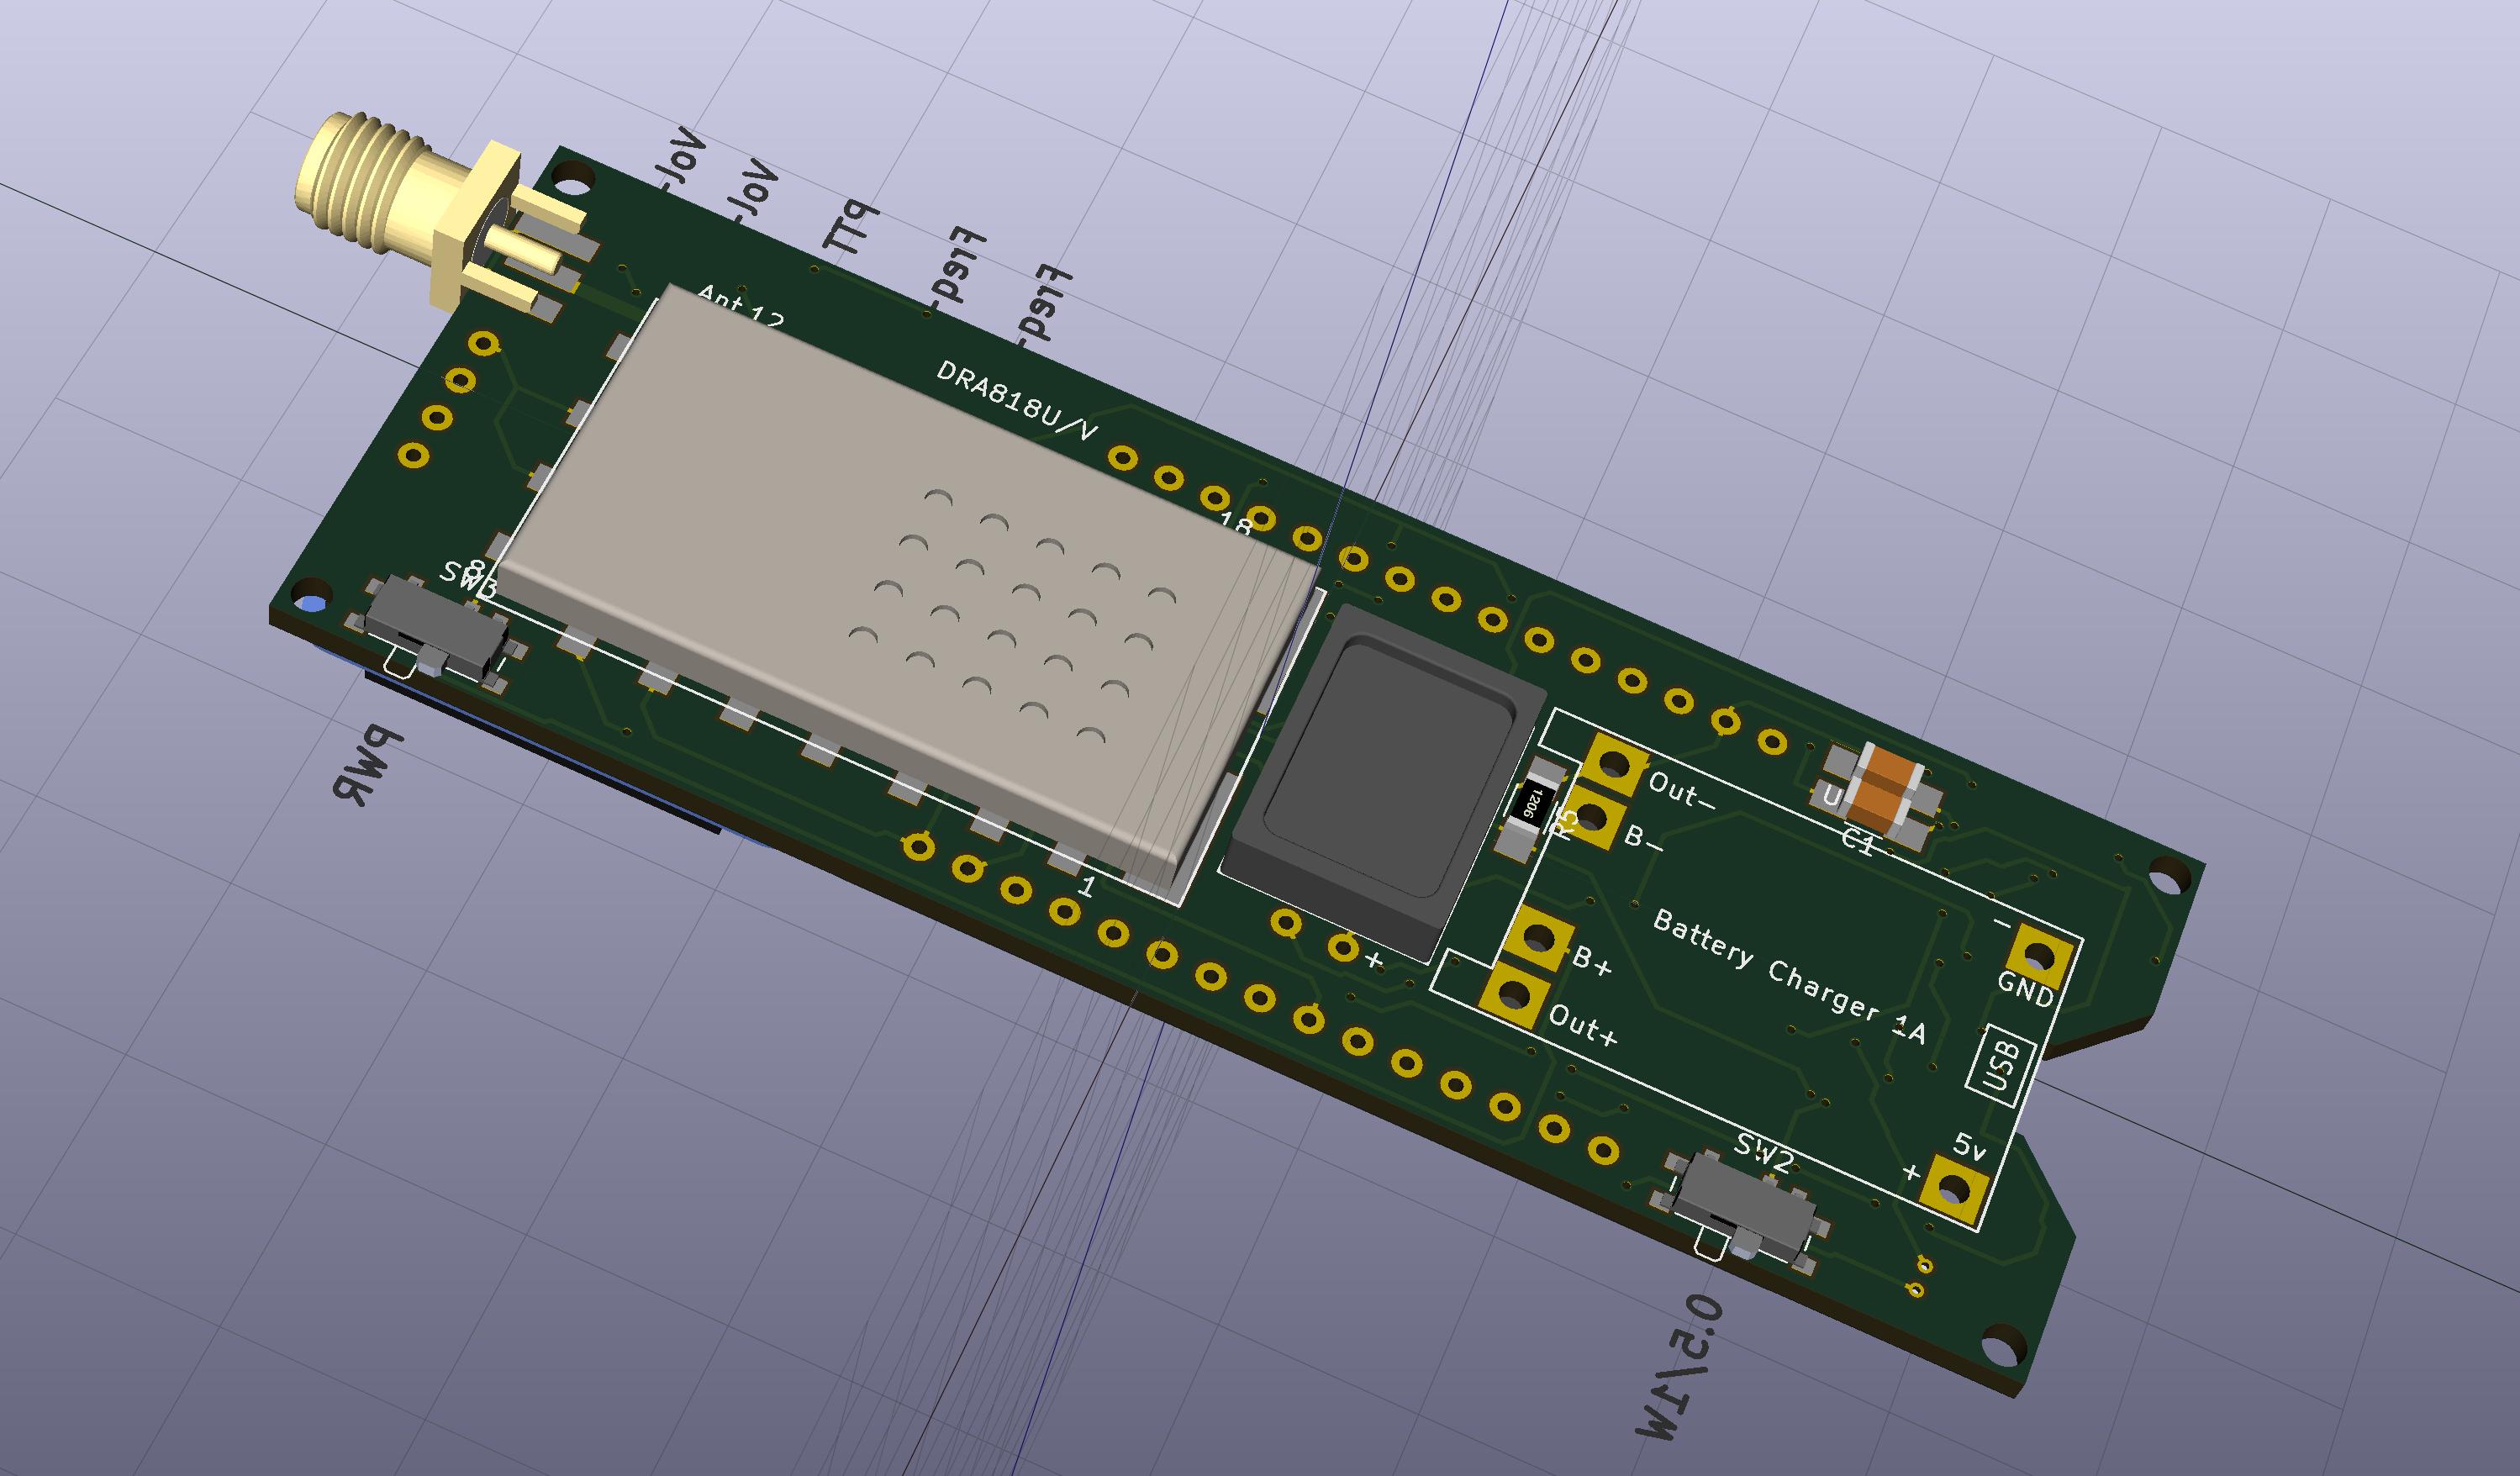 Vol-
Vol-
PTT
Freq-
Freq-
Ant
12
DRA818U/V
18
8
SW3
PWR
1
1206
R5
Out-
B-
B+
Out+
+
Battery Charger 1A
U
C1
-
GND
USB
5v
+
SW2
0.5/1W